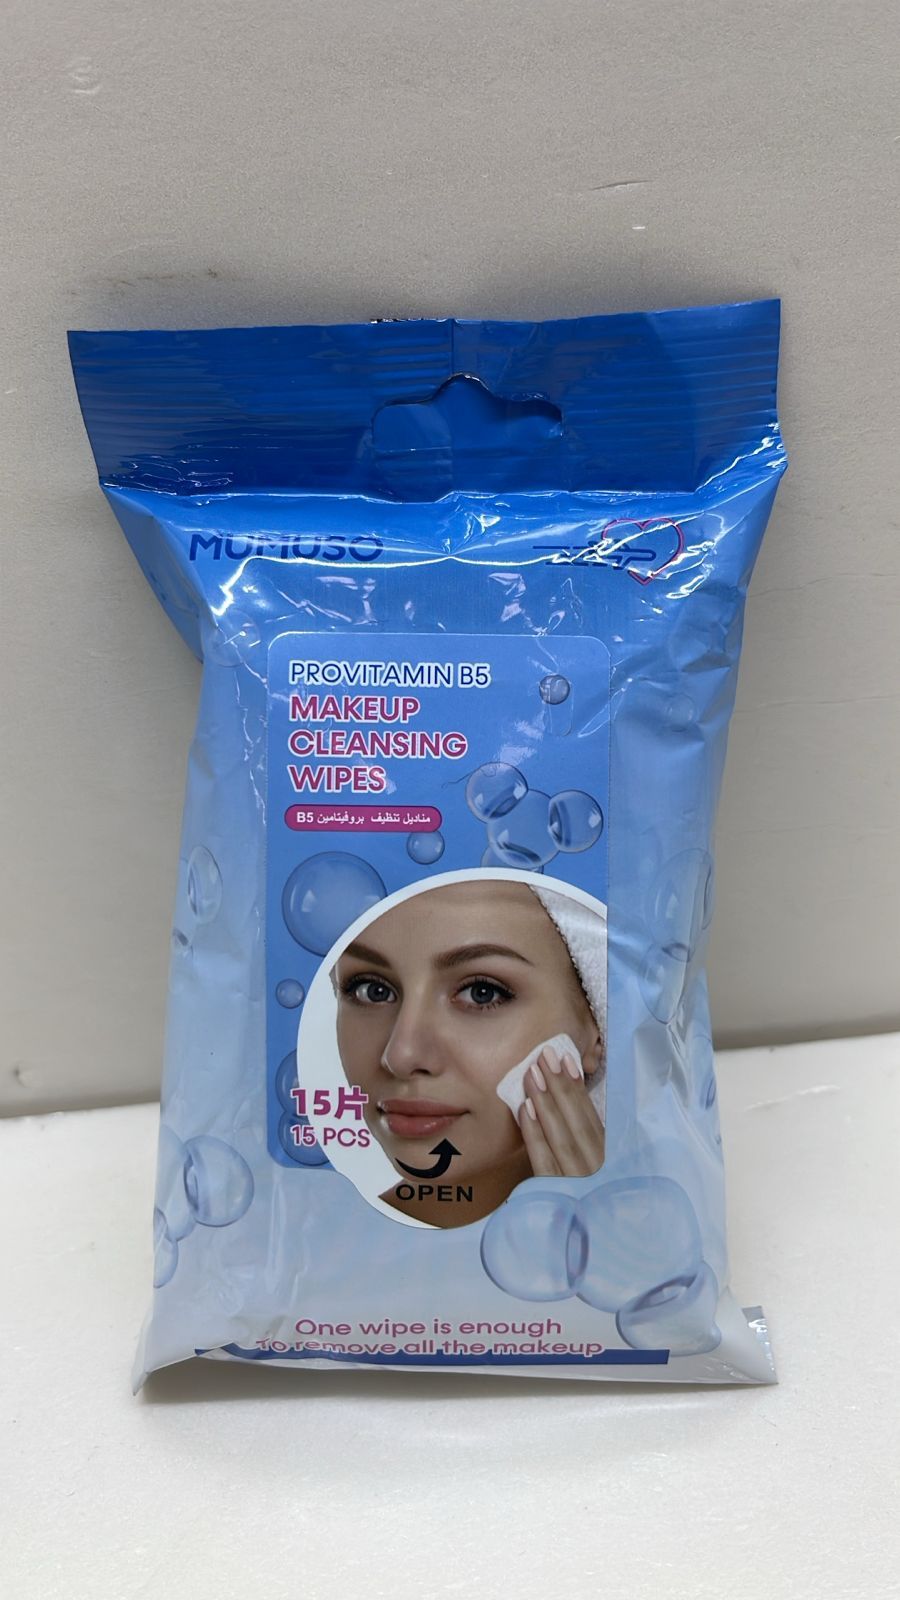 MUMUSO
PROVITAMIN B5
MAKEUP
CLEANSING
WIPES
مناديل تنظيف بروفيتامين B5
15片
15 PCS
OPEN
One wipe is enough
To remove all the makeup